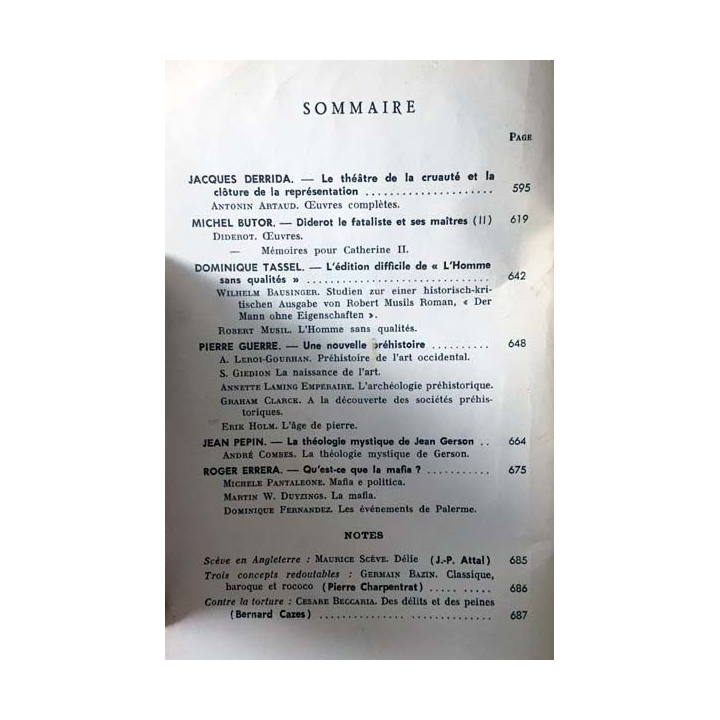 SOMMAIRE
PAGE
JACQUES DERRIDA. — Le théâtre de la cruauté et la
clôture de la représentation ...................... 595
ANTONIN ARTAUD. Œuvres complètes.
MICHEL BUTOR. — Diderot le fataliste et ses maîtres (II) 619
DIDEROT. Œuvres.
— Mémoires pour Catherine II.
DOMINIQUE TASSEL. — L'édition difficile de « L'Homme
sans qualités » ................................ 642
WILHELM BAUSINGER. Studien zur einer historisch-kri-
tischen Ausgabe von Robert Musils Roman, « Der
Mann ohne Eigenschaften ».
ROBERT MUSIL. L'Homme sans qualités.
PIERRE GUERRE. — Une nouvelle préhistoire .......... 648
A. LEROI-GOURHAN. Préhistoire de l'art occidental.
S. GIEDION La naissance de l'art.
ANNETTE LAMING EMPERAIRE. L'archéologie préhistorique.
GRAHAM CLARCK. A la découverte des sociétés préhis-
toriques.
ERIK HOLM. L'âge de pierre.
JEAN PEPIN. — La théologie mystique de Jean Gerson .. 664
ANDRÉ COMBES. La théologie mystique de Gerson.
ROGER ERRERA. — Qu'est-ce que la mafia ? ........... 675
MICHELE PANTALEONE. Mafia e politica.
MARTIN W. DUYZINGS. La mafia.
DOMINIQUE FERNANDEZ. Les événements de Palerme.
NOTES
Scève en Angleterre : MAURICE SCÈVE. Délie (J.-P. Attal) 685
Trois concepts redoutables : GERMAIN BAZIN. Classique,
baroque et rococo (Pierre Charpentrat) ..... ..... 686
Contre la torture : CESARE BECCARIA. Des délits et des peines
(Bernard Cazes) ............... .............. 687